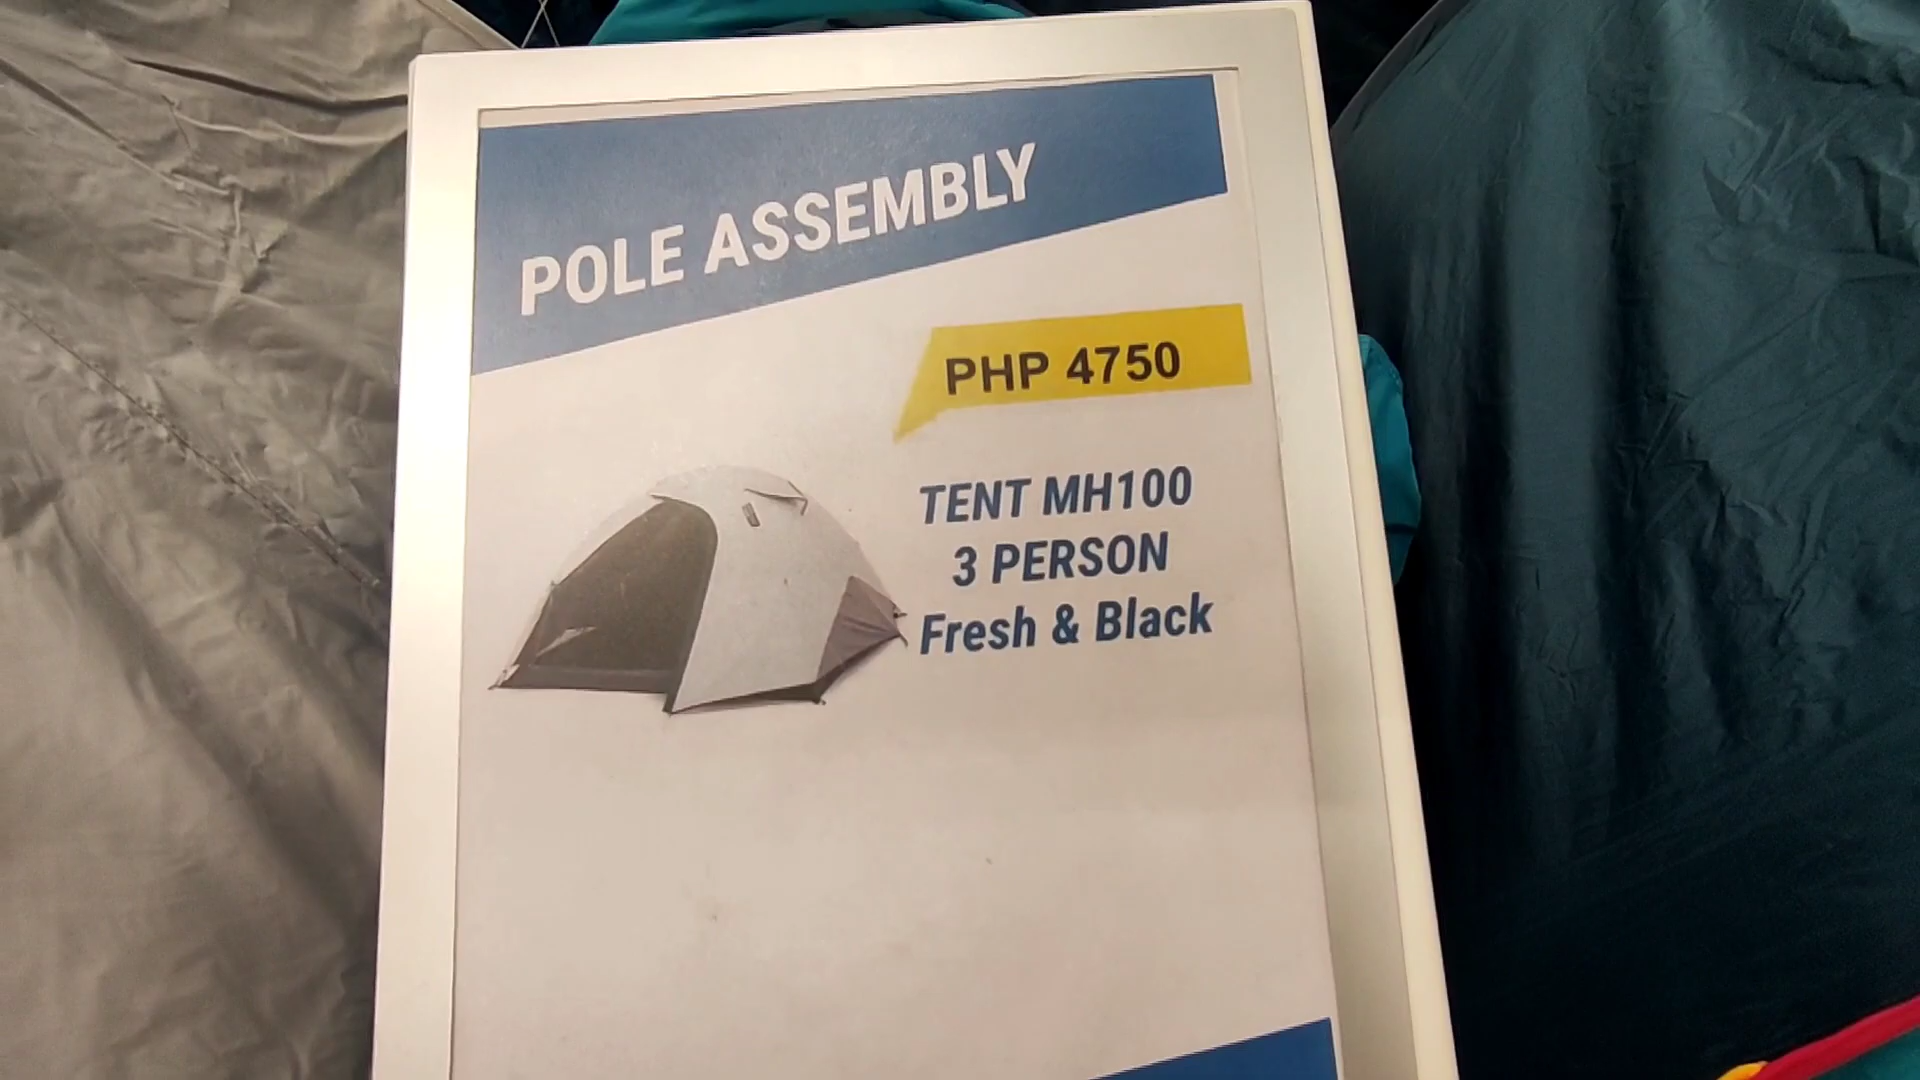 POLE ASSEMBLY
PHP 4750
TENT MH100
3 PERSON
Fresh & Black